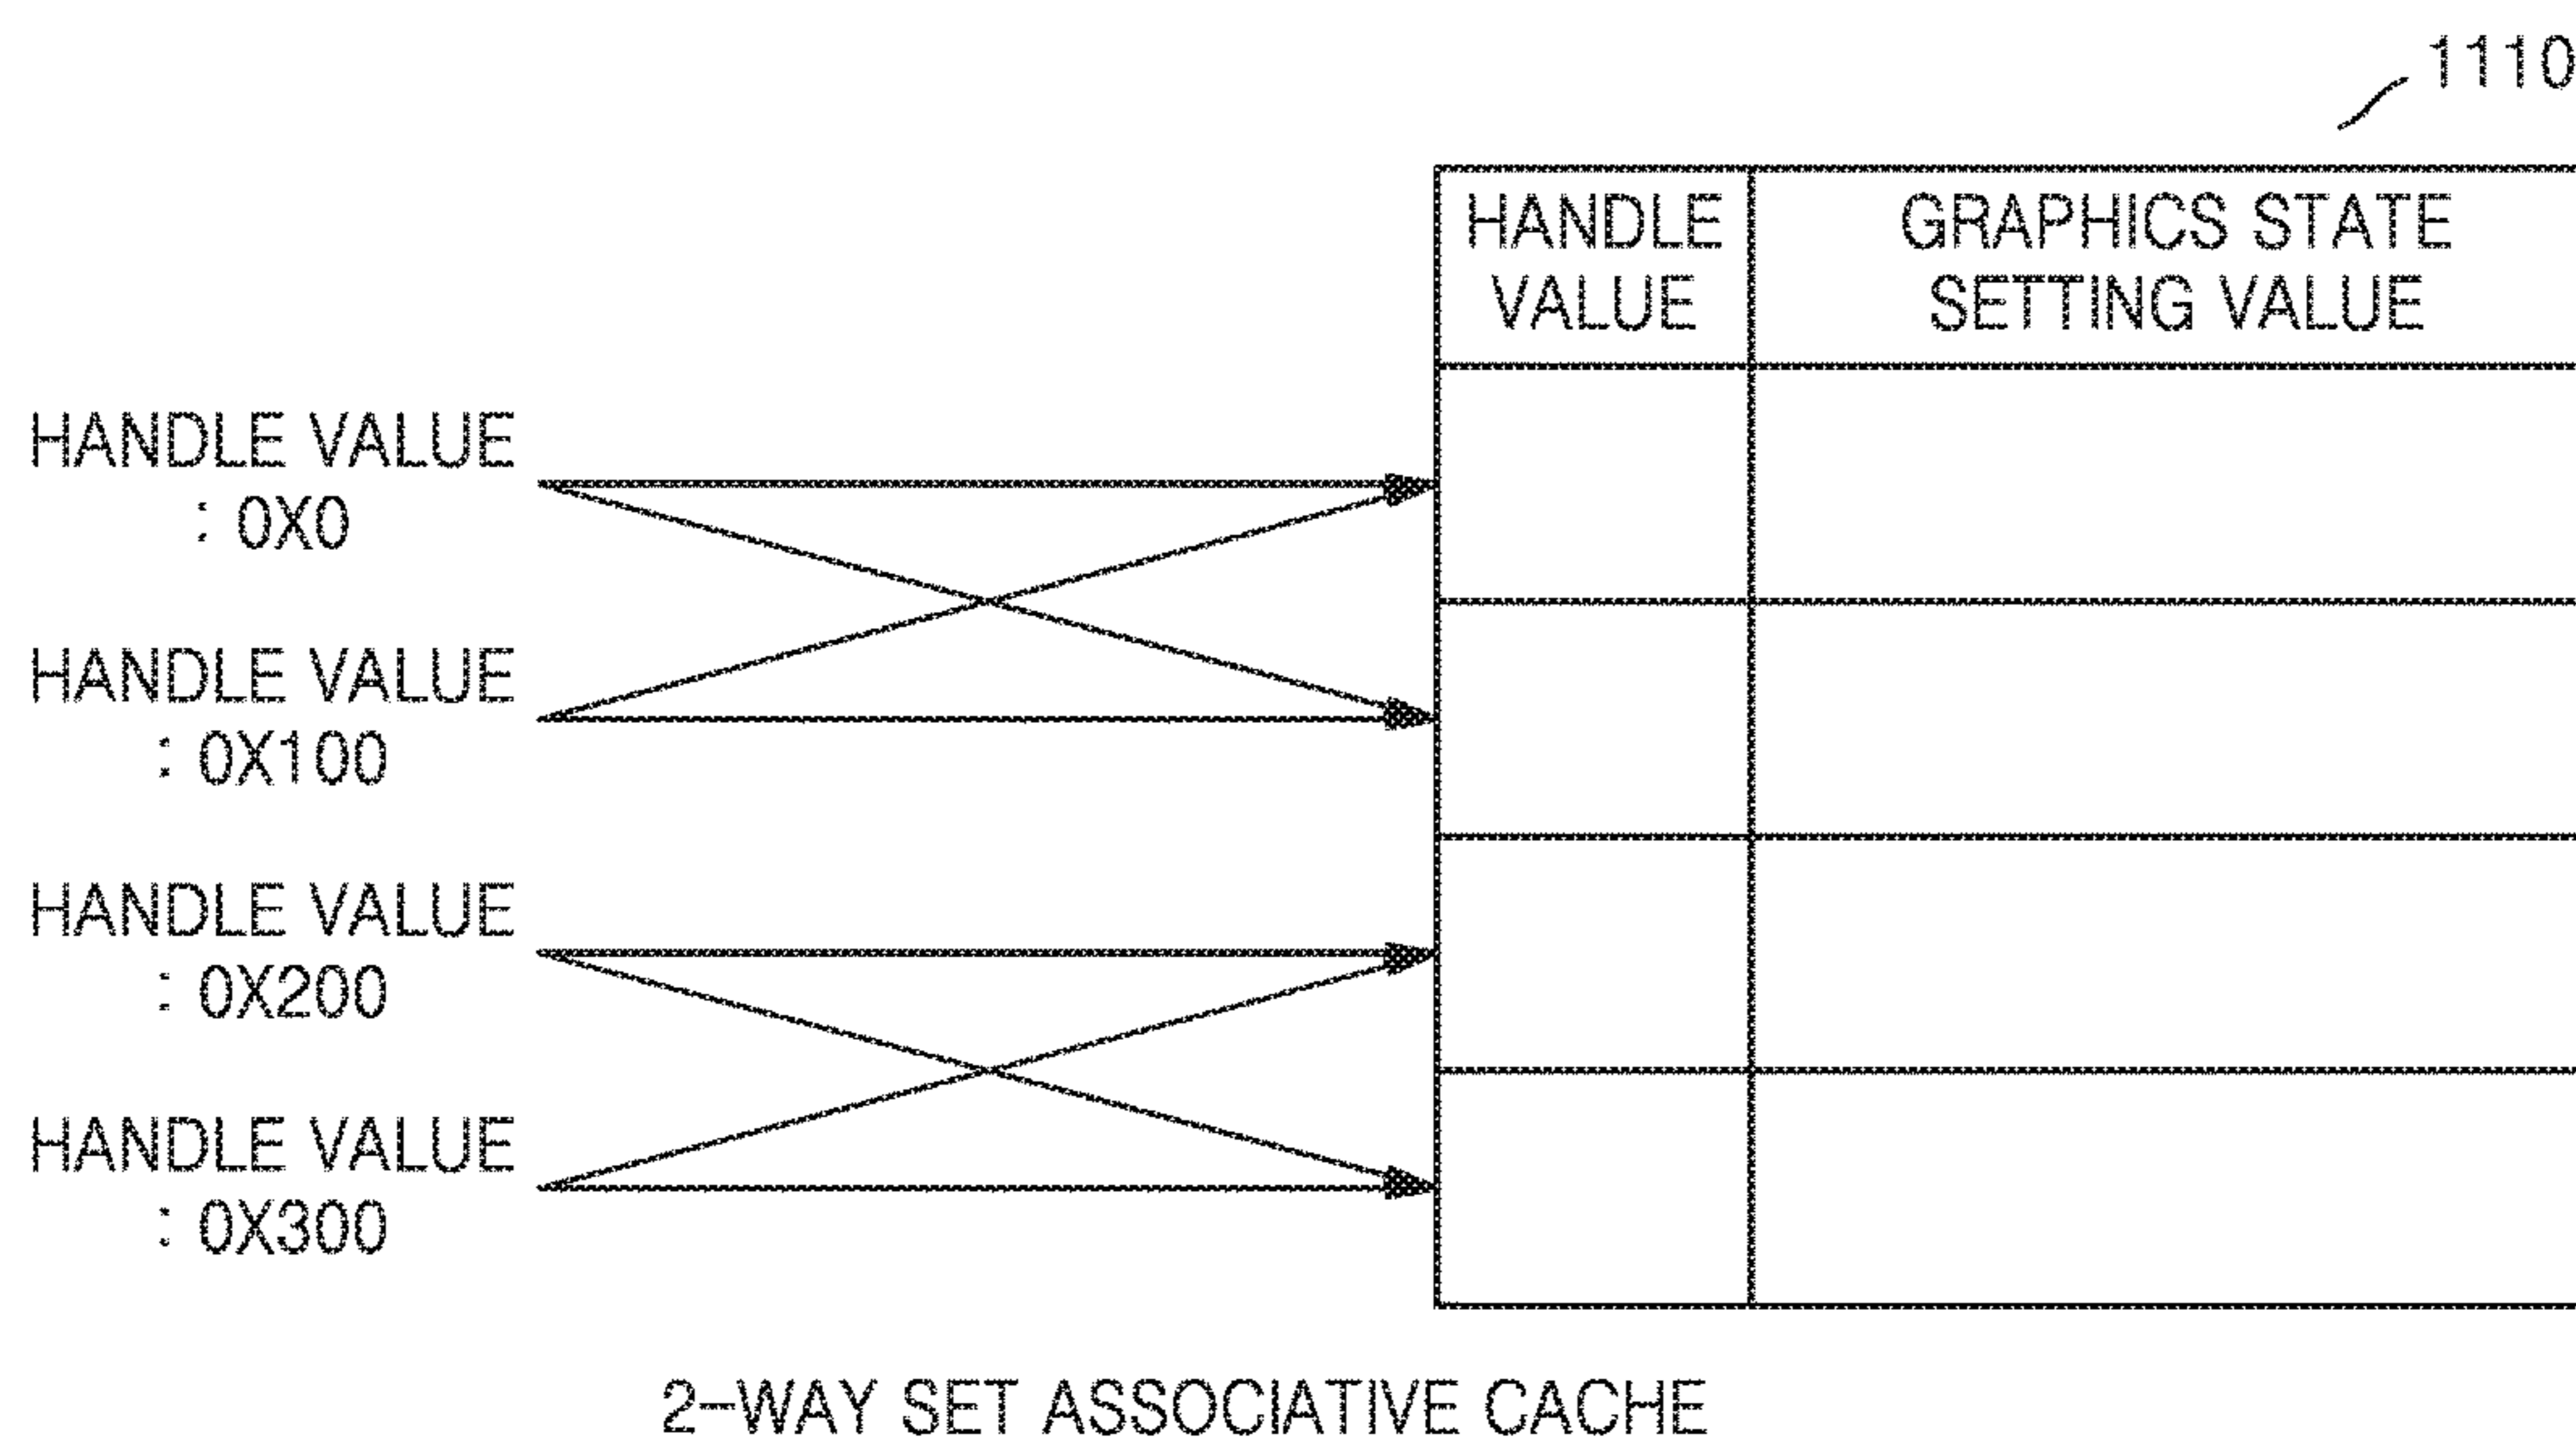 1110
HANDLE
VALUE
GRAPHICS STATE
SETTING VALUE
HANDLE VALUE
: 0X0
HANDLE VALUE
: 0X100
HANDLE VALUE
: 0X200
HANDLE VALUE
: 0X300
2-WAY SET ASSOCIATIVE CACHE